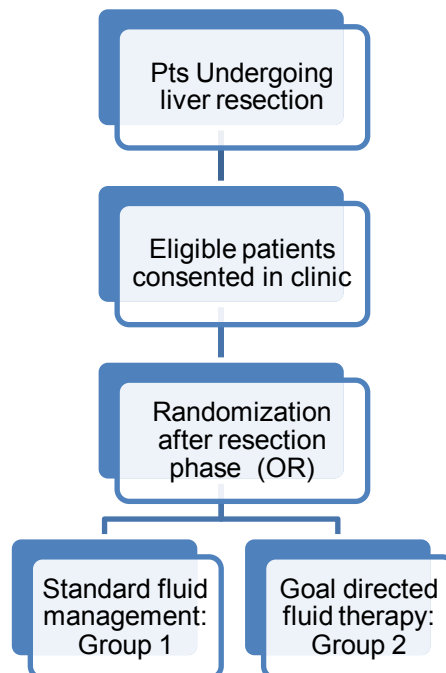 Pts Undergoing
liver resection
Eligible patients
consented in clinic
Randomization
after resection
phase (OR)
Standard fluid
management:
Group 1
Goal directed
fluid therapy:
Group 2